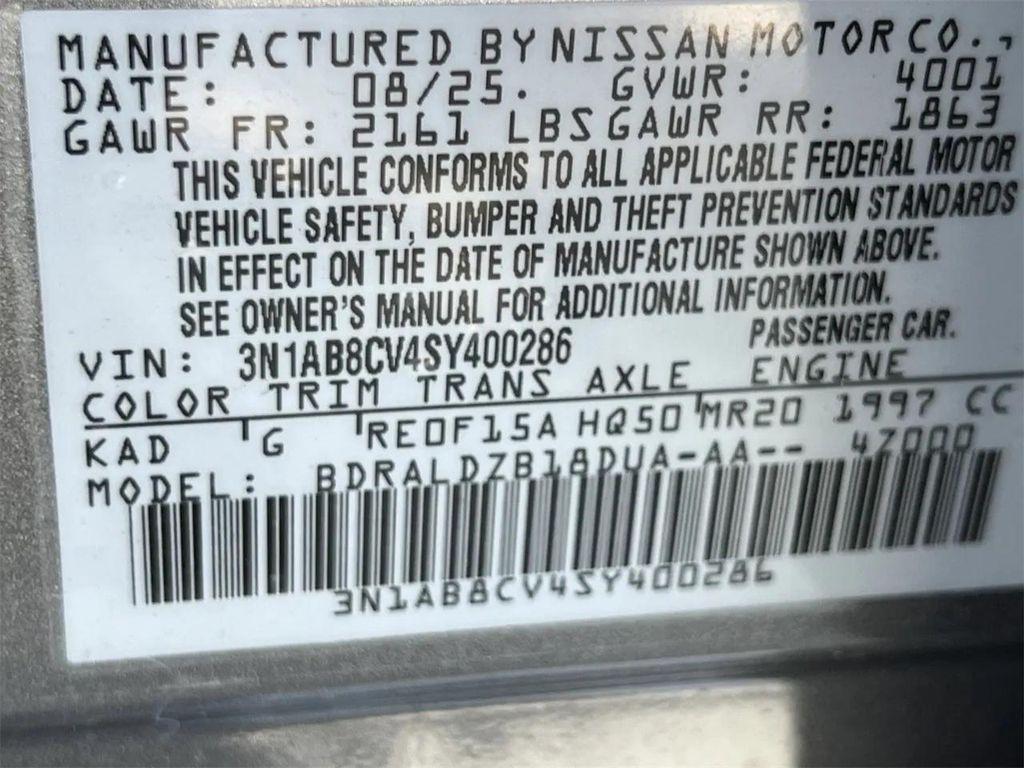 MANUFACTURED BY NISSAN MOTOR CO.,
DATE: 08/25. GVWR: 4001
GAWR FR: 2161 LBS GAWR RR: 1863
THIS VEHICLE CONFORMS TO ALL APPLICABLE FEDERAL MOTOR
VEHICLE SAFETY, BUMPER AND THEFT PREVENTION STANDARDS
IN EFFECT ON THE DATE OF MANUFACTURE SHOWN ABOVE.
SEE OWNER'S MANUAL FOR ADDITIONAL INFORMATION.
VIN: 3N1AB8CV4SY400286 PASSENGER CAR.
COLOR TRIM TRANS AXLE ENGINE
KAD G RE0F15A HQ50 MR20 1997 CC
MODEL: BDRALDZB18DUA-AA-- 4Z000
3N1AB8CV4SY400286